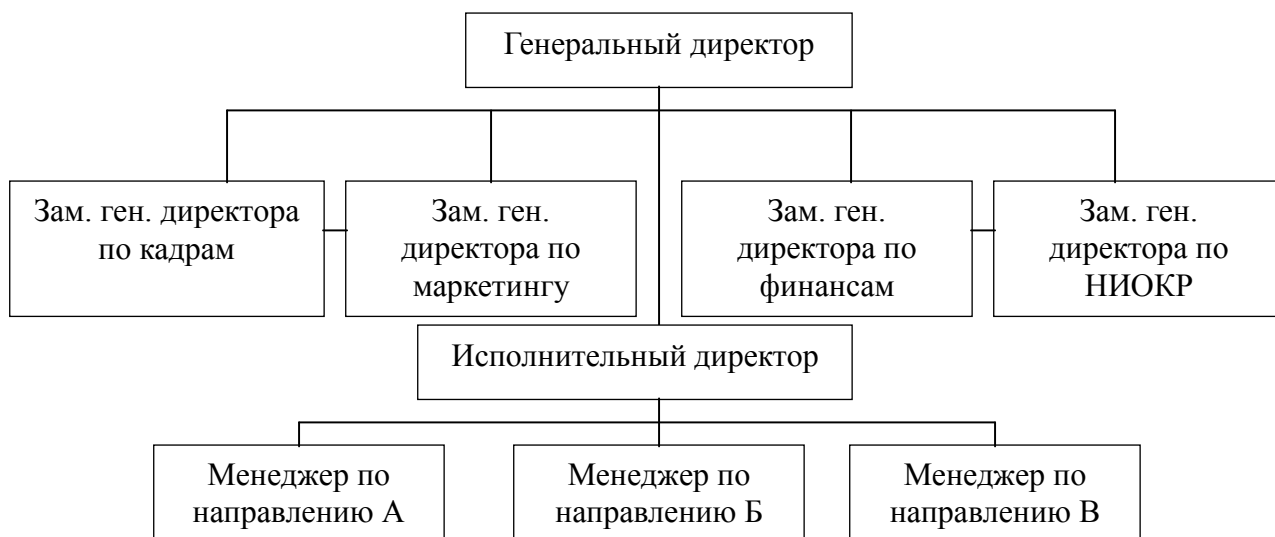 Генеральный директор
Зам. ген. директора
по кадрам
Зам. ген.
директора по
маркетингу
Зам. ген.
директора по
финансам
Зам. ген.
директора по
НИОКР
Исполнительный директор
Менеджер по
направлению А
Менеджер по
направлению Б
Менеджер по
направлению В